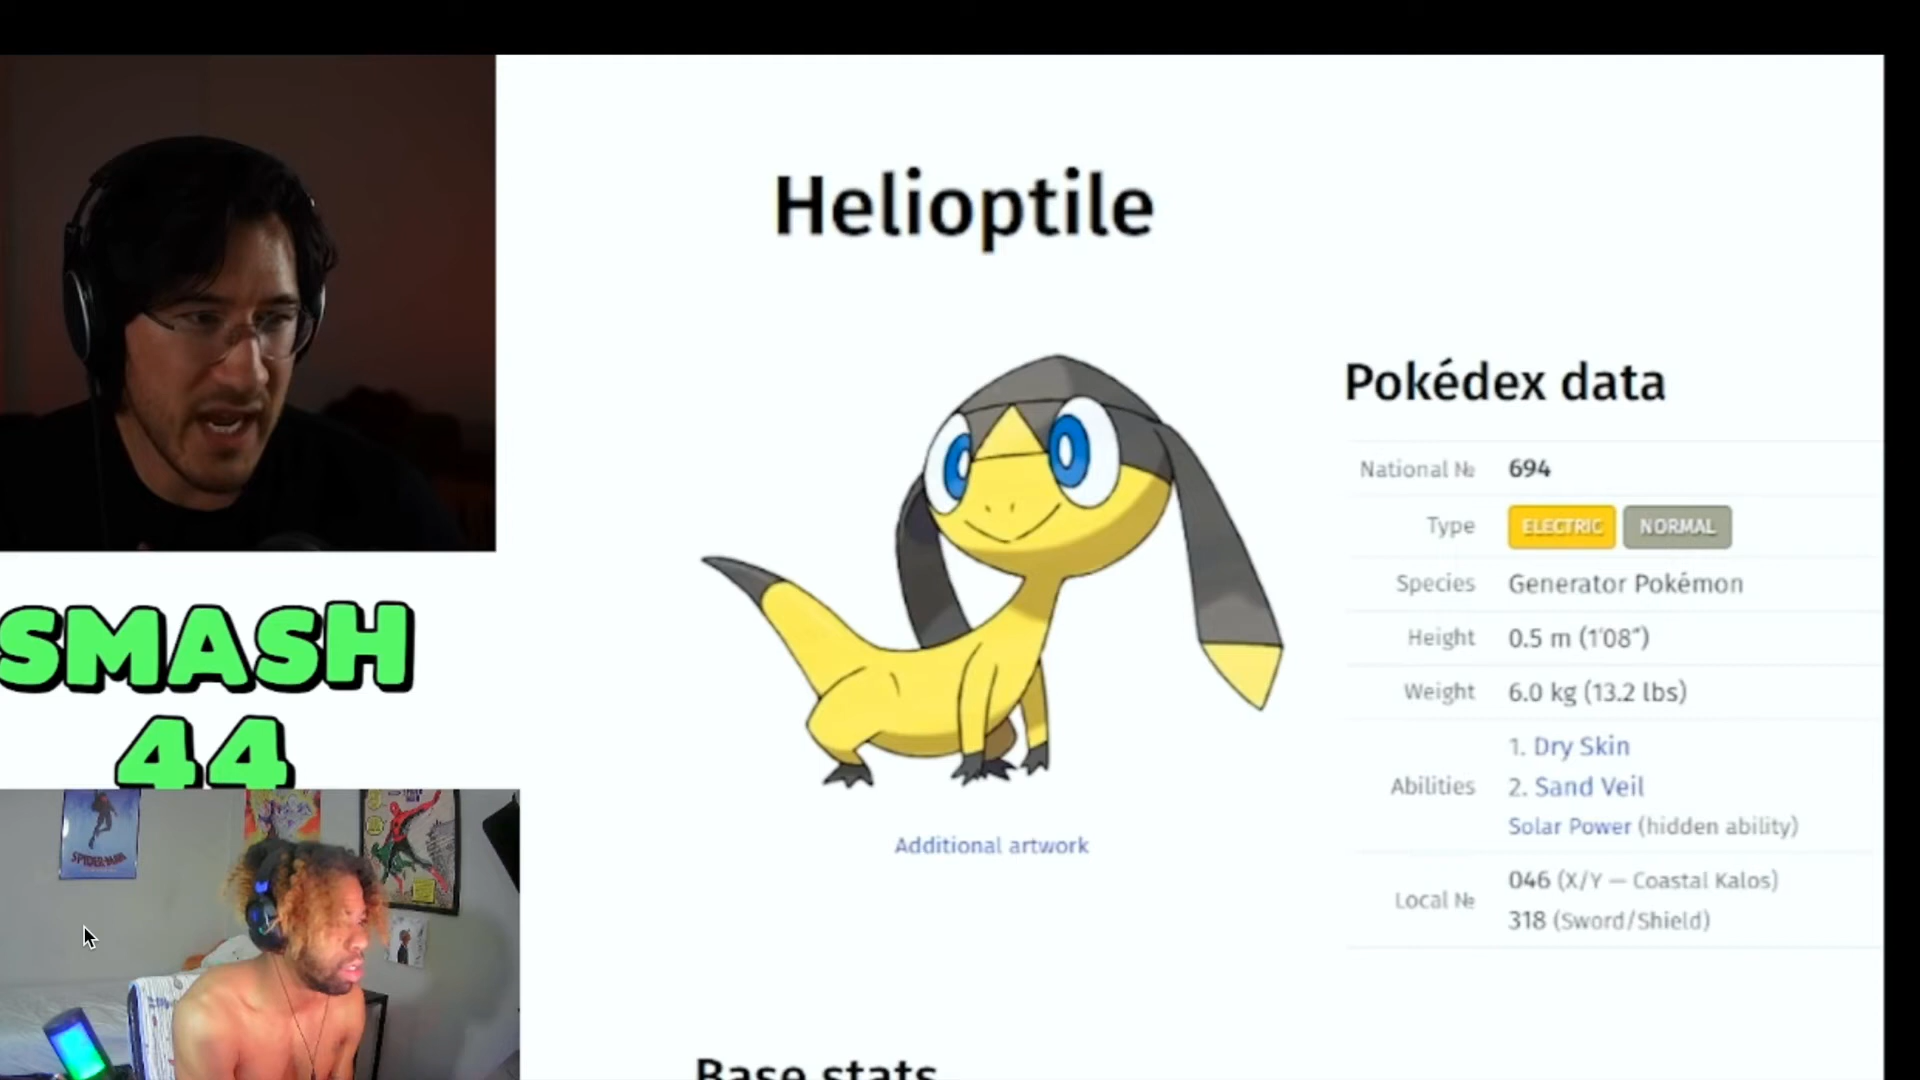 Helioptile
Pokédex data
National № 694
Type ELECTRIC NORMAL
Species Generator Pokémon
Height 0.5 m (1′08″)
Weight 6.0 kg (13.2 lbs)
Abilities 1. Dry Skin
2. Sand Veil
Solar Power (hidden ability)
Local № 046 (X/Y — Coastal Kalos)
318 (Sword/Shield)
Additional artwork
Base stats
SMASH
44
SPIDER-MAN